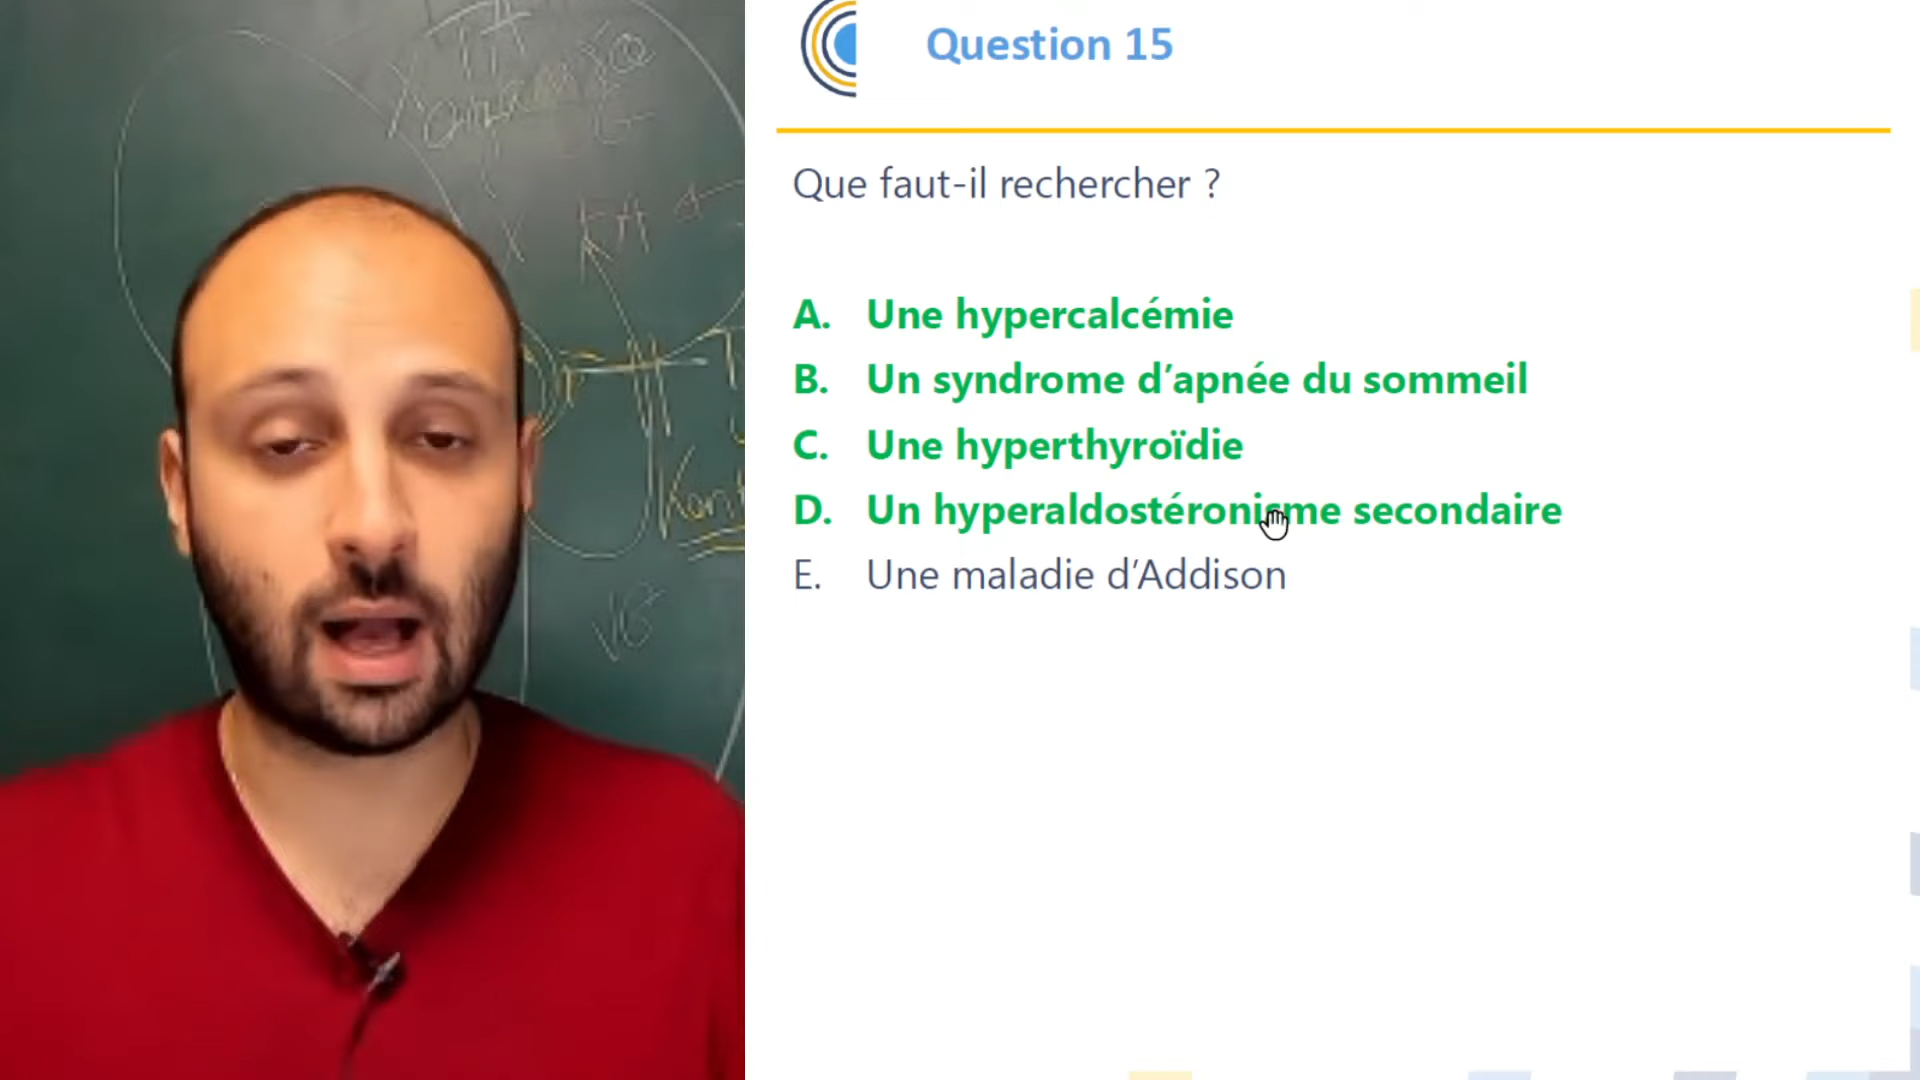 Question 15
Que faut-il rechercher ?
A. Une hypercalcémie
B. Un syndrome d’apnée du sommeil
C. Une hyperthyroïdie
D. Un hyperaldostéronisme secondaire
E. Une maladie d’Addison